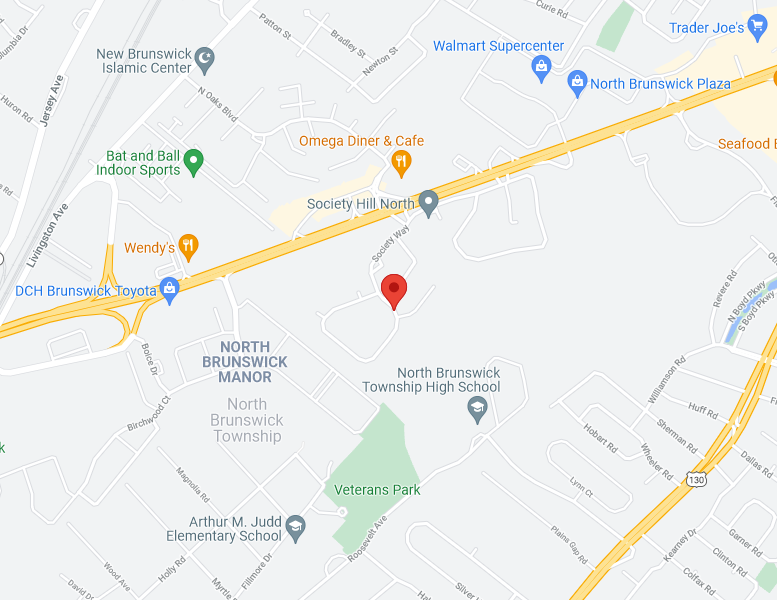 Curie Rd
Patton St
Bradley St
Newton St
Trader Joe's
Walmart Supercenter
North Brunswick Plaza
New Brunswick
Islamic Center
Jersey Ave
Huron Rd
N Oaks Blvd
Omega Diner & Cafe
Seafood
Bat and Ball
Indoor Sports
Society Hill North
Livingston Ave
Society Way
Wendy's
DCH Brunswick Toyota
Revere Rd
N Boyd Pkwy
S Boyd Pkwy
NORTH
BRUNSWICK
MANOR
Boice Dr
North Brunswick
Township High School
Williamson Rd
Birchwood Ct
North
Brunswick
Township
Huff Rd
Hobart Rd
Sherman Rd
Wheeler Rd
Dallas Rd
130
Magnolia Rd
Veterans Park
Lynn Ct
Arthur M. Judd
Elementary School
Roosevelt Ave
Plains Gap Rd
Kearney Dr
Garner Rd
Clinton Rd
Colfax Rd
Wood Ave
Holly Rd
Fillmore Dr
David Dr
Myrtle
Silver